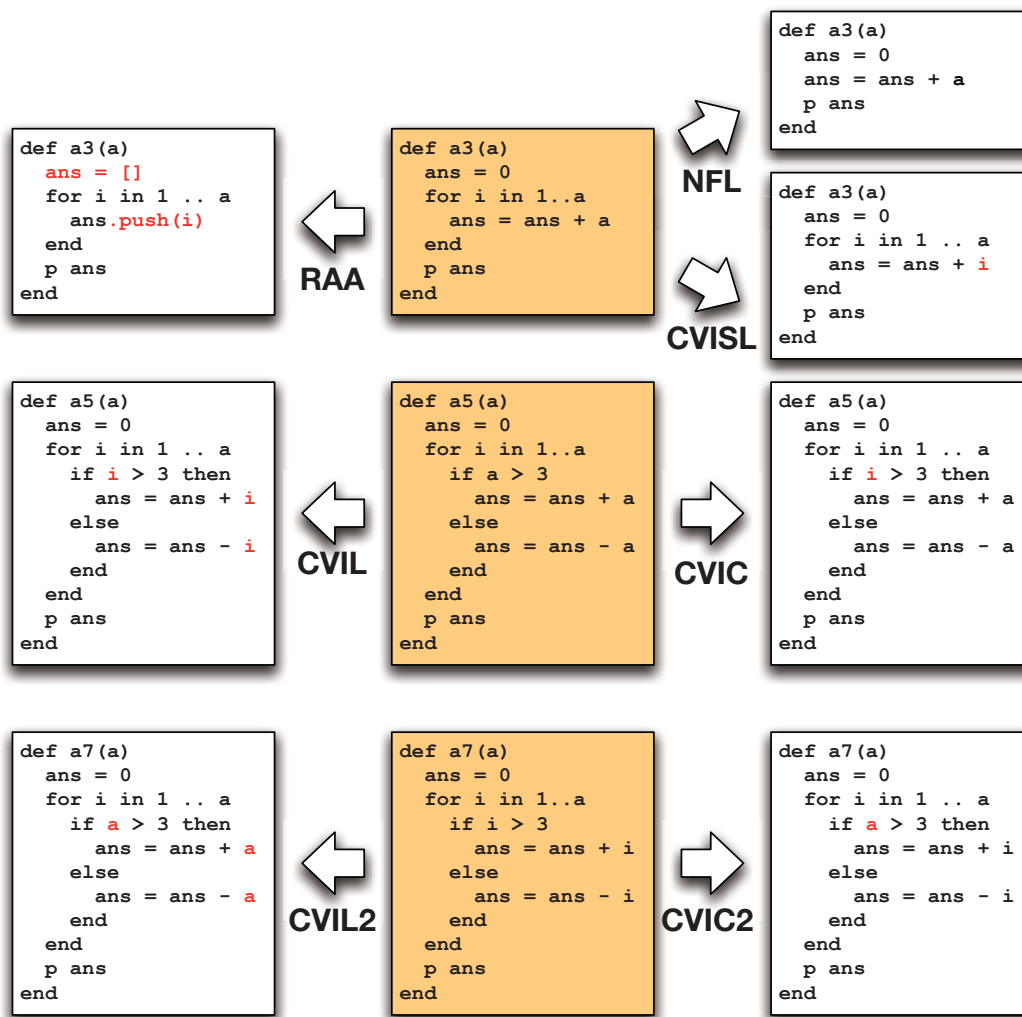 def a3(a)
  ans = []
  for i in 1 .. a
    ans.push(i)
  end
  p ans
end
RAA
def a3(a)
  ans = 0
  for i in 1..a
    ans = ans + a
  end
  p ans
end
NFL
def a3(a)
  ans = 0
  ans = ans + a
  p ans
end
CVISL
def a3(a)
  ans = 0
  for i in 1 .. a
    ans = ans + i
  end
  p ans
end
def a5(a)
  ans = 0
  for i in 1 .. a
    if i > 3 then
      ans = ans + i
    else
      ans = ans - i
    end
  end
  p ans
end
CVIL
def a5(a)
  ans = 0
  for i in 1..a
    if a > 3
      ans = ans + a
    else
      ans = ans - a
    end
  end
  p ans
end
CVIC
def a5(a)
  ans = 0
  for i in 1 .. a
    if i > 3 then
      ans = ans + a
    else
      ans = ans - a
    end
  end
  p ans
end
def a7(a)
  ans = 0
  for i in 1 .. a
    if a > 3 then
      ans = ans + a
    else
      ans = ans - a
    end
  end
  p ans
end
CVIL2
def a7(a)
  ans = 0
  for i in 1..a
    if i > 3
      ans = ans + i
    else
      ans = ans - i
    end
  end
  p ans
end
CVIC2
def a7(a)
  ans = 0
  for i in 1 .. a
    if a > 3 then
      ans = ans + i
    else
      ans = ans - i
    end
  end
  p ans
end